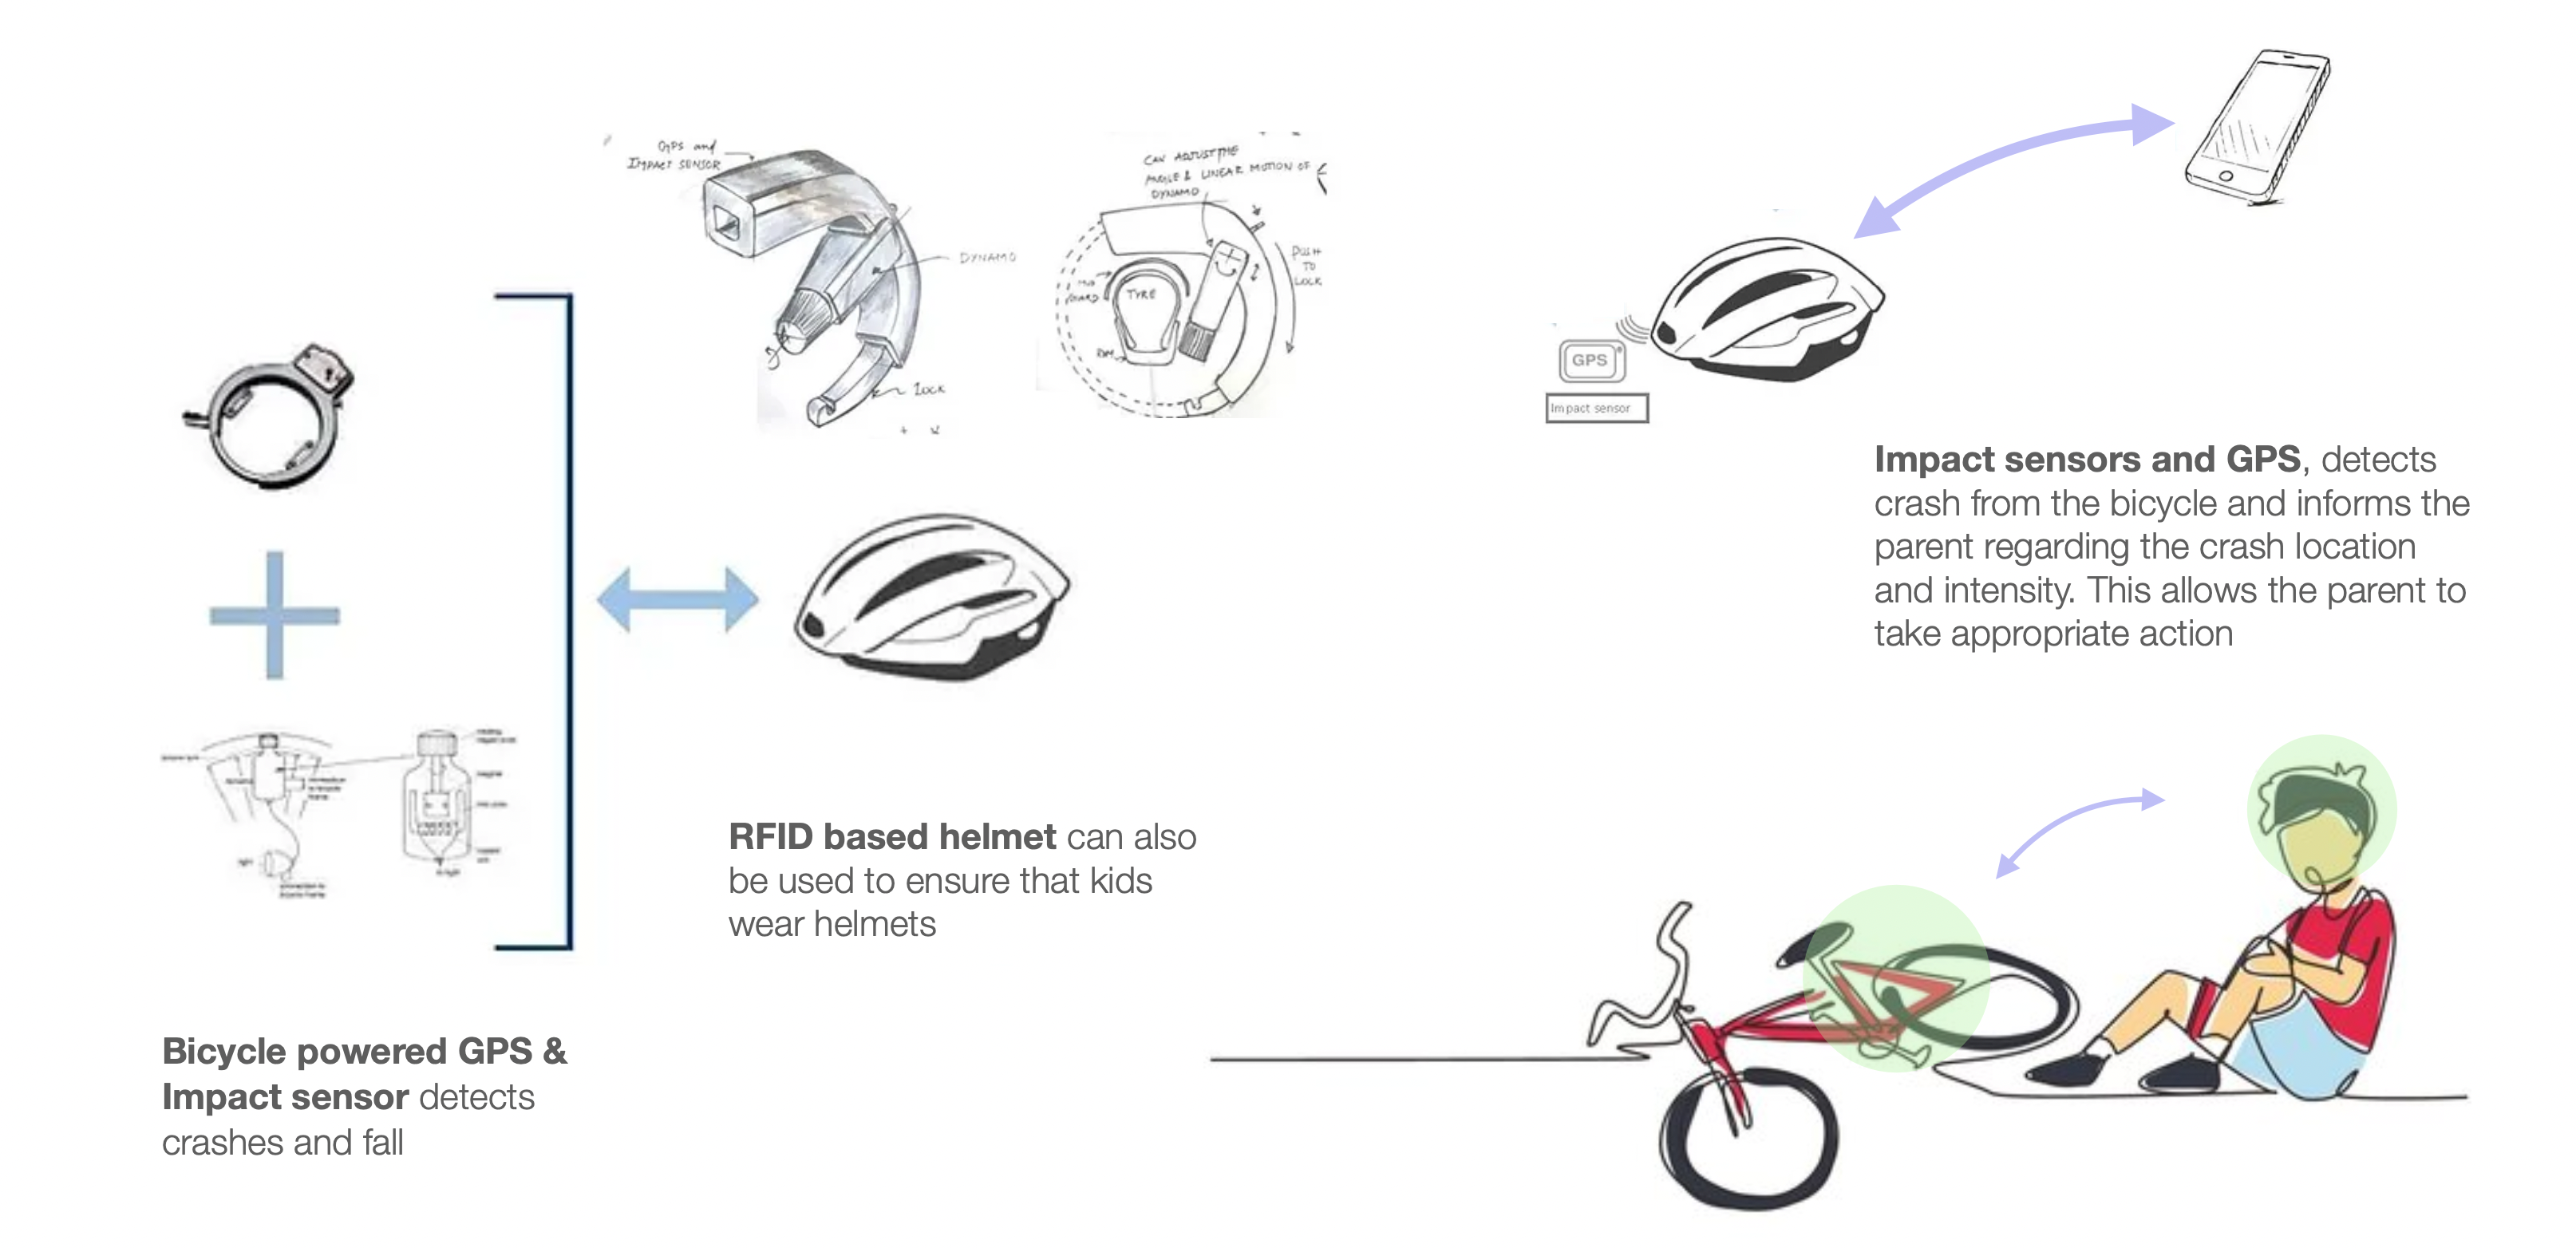 GPS and
IMPACT SENSOR
DYNAMO
LOCK
CAN ADJUST THE
ANGLE & LINEAR MOTION OF
DYNAMO
PUSH
TO
LOCK
MUD
GUARD
TYRE
RIM
GPS
Impact sensor
Impact sensors and GPS, detects
crash from the bicycle and informs the
parent regarding the crash location
and intensity. This allows the parent to
take appropriate action
light
RFID based helmet can also
be used to ensure that kids
wear helmets
Bicycle powered GPS &
Impact sensor detects
crashes and fall